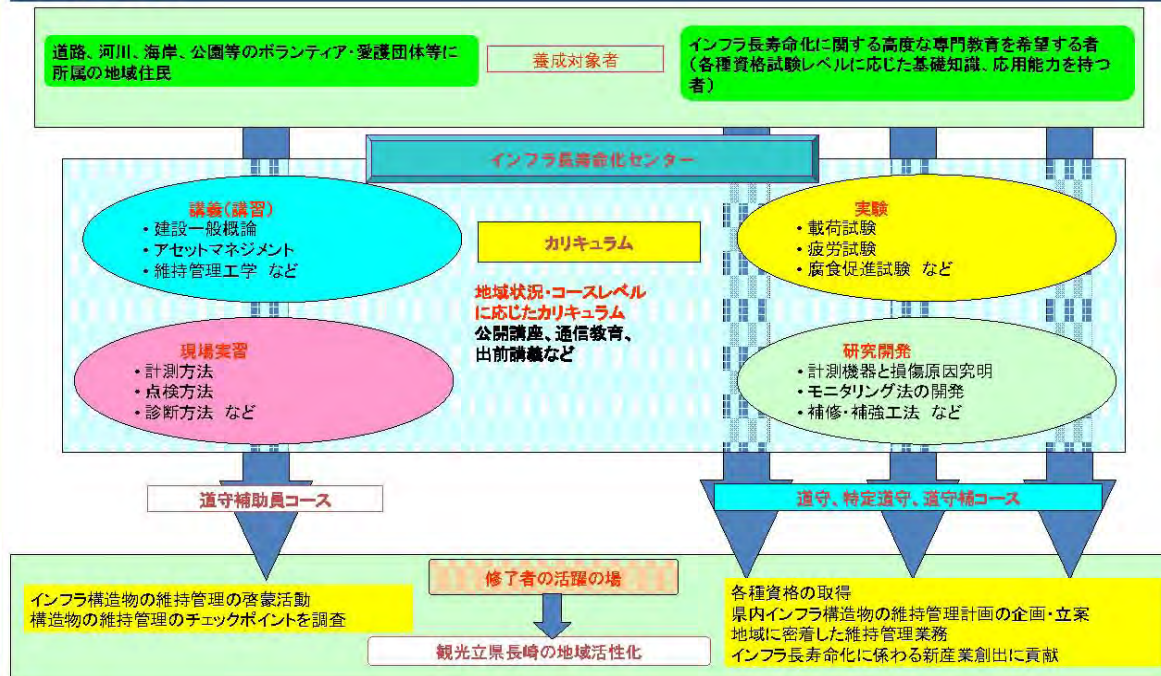 道路、河川、海岸、公園等のボランティア・愛護団体等に
所属の地域住民
養成対象者
インフラ長寿命化に関する高度な専門教育を希望する者
(各種資格試験レベルに応じた基礎知識、応用能力を持つ
者)
インフラ長寿命化センター
講義(講習)
・建設一般概論
・アセットマネジメント
・維持管理工学 など
カリキュラム
実験
・載荷試験
・疲労試験
・腐食促進試験 など
地域状況・コースレベル
に応じたカリキュラム
公開講座、通信教育、
出前講義など
現場実習
・計測方法
・点検方法
・診断方法 など
研究開発
・計測機器と損傷原因究明
・モニタリング法の開発
・補修・補強工法 など
道守補助員コース
道守、特定道守、道守補コース
修了者の活躍の場
インフラ構造物の維持管理の啓蒙活動
構造物の維持管理のチェックポイントを調査
観光立県長崎の地域活性化
各種資格の取得
県内インフラ構造物の維持管理計画の企画・立案
地域に密着した維持管理業務
インフラ長寿命化に係わる新産業創出に貢献